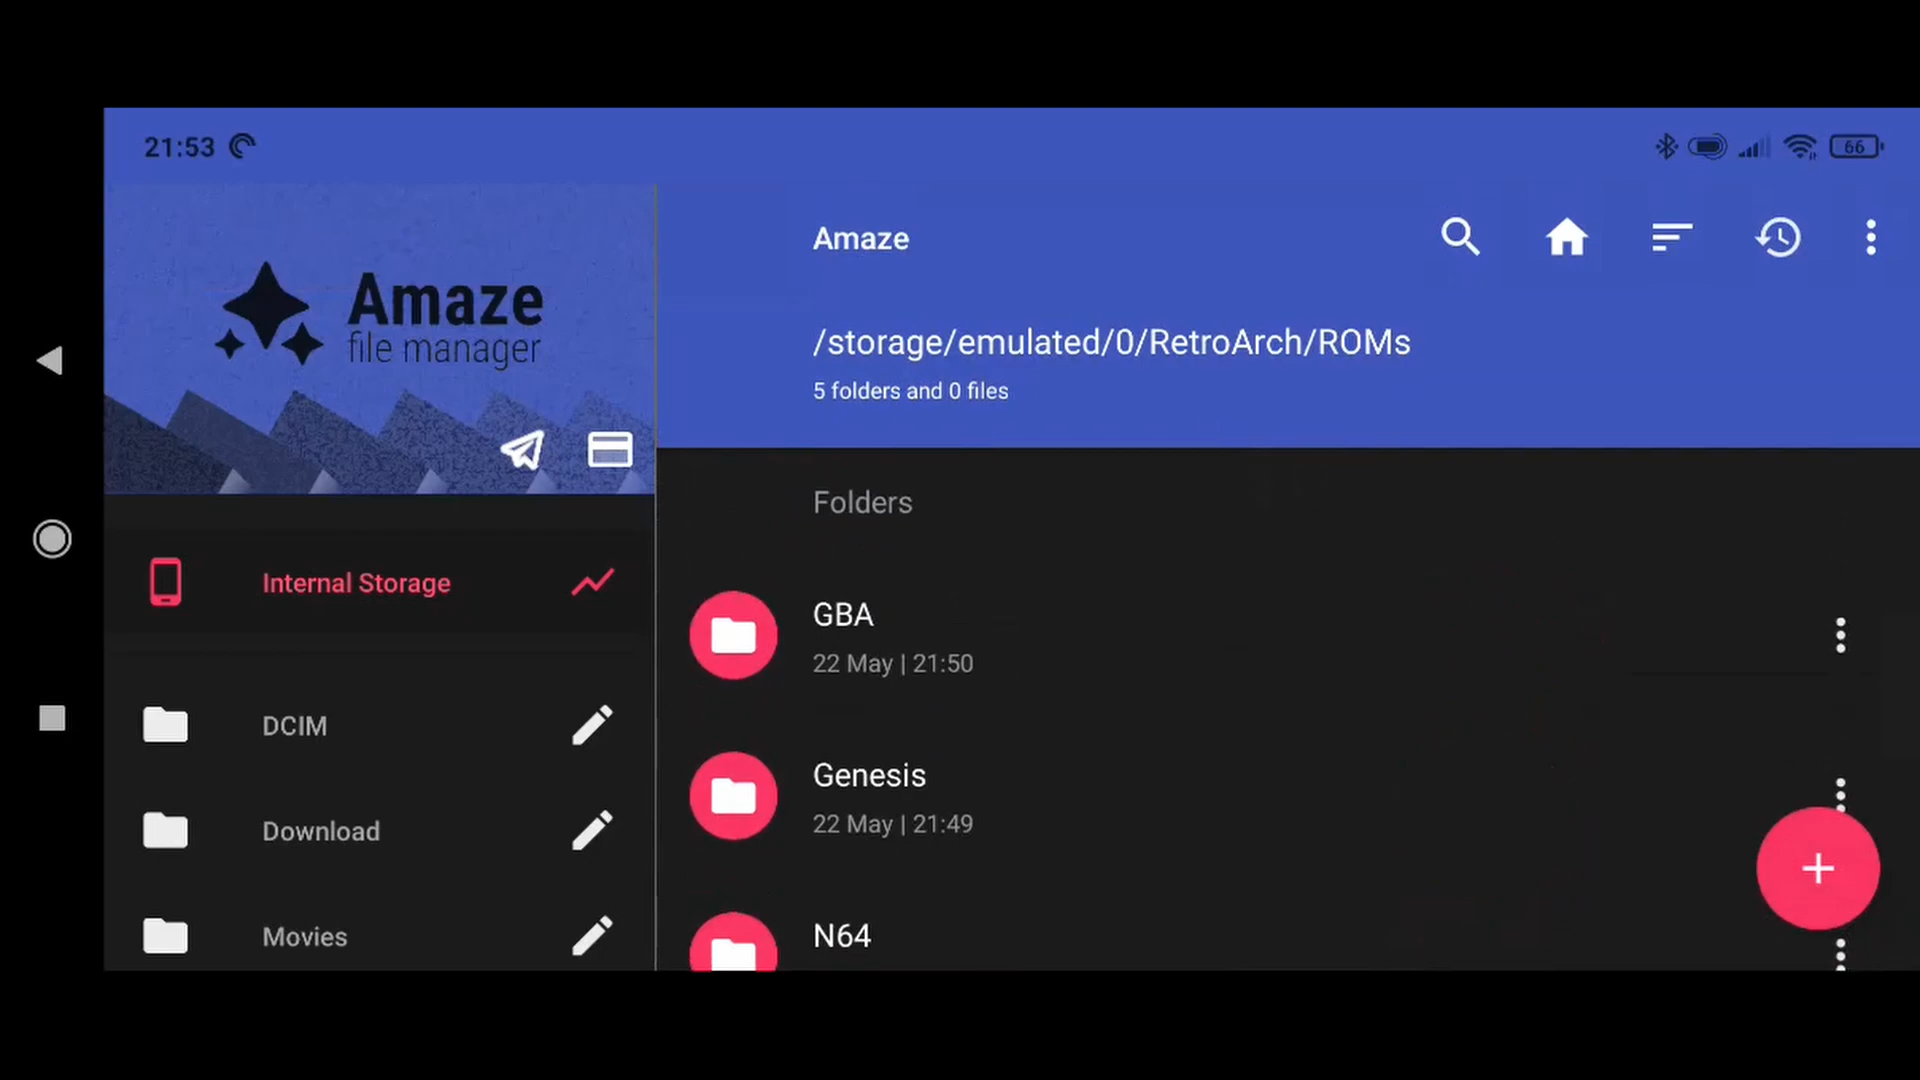 21:53
66
Amaze
file manager
Internal Storage
DCIM
Download
Movies
Amaze
/storage/emulated/0/RetroArch/ROMs
5 folders and 0 files
Folders
GBA
22 May | 21:50
Genesis
22 May | 21:49
N64